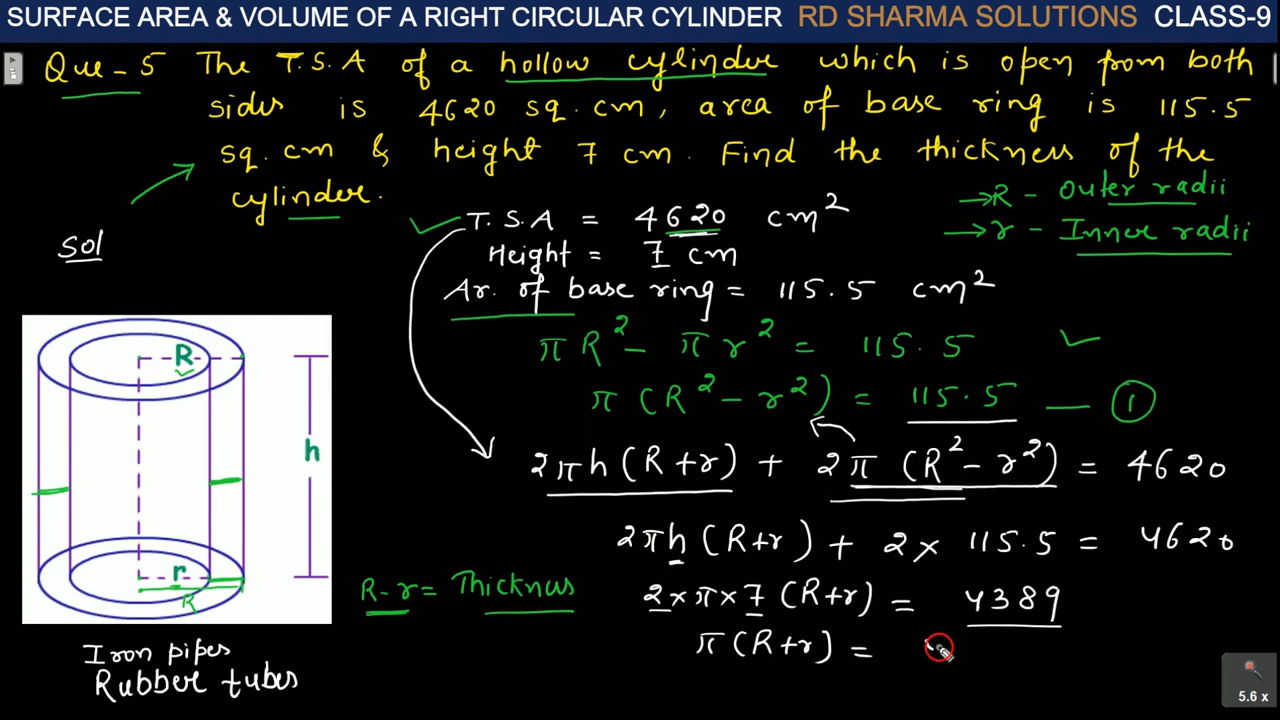 SURFACE AREA & VOLUME OF A RIGHT CIRCULAR CYLINDER RD SHARMA SOLUTIONS CLASS-9
Que-5 The T.S.A of a hollow cylinder which is open from both
sides is 4620 sq.cm, area of base ring is 115.5
sq.cm & height 7 cm. Find the thickness of the
cylinder.
→R - Outer radii
→r - Inner radii
Sol
T.S.A = 4620 cm²
Height = 7 cm
Ar. of base ring = 115.5 cm²
πR² - πr² = 115.5
π(R² - r²) = 115.5 — ①
2πh(R+r) + 2π(R² - r²) = 4620
2πh(R+r) + 2× 115.5 = 4620
2×π×7(R+r) = 4389
π(R+r) =
R-r = Thickness
R
h
r
R
Iron pipes
Rubber tubes
5.6 x